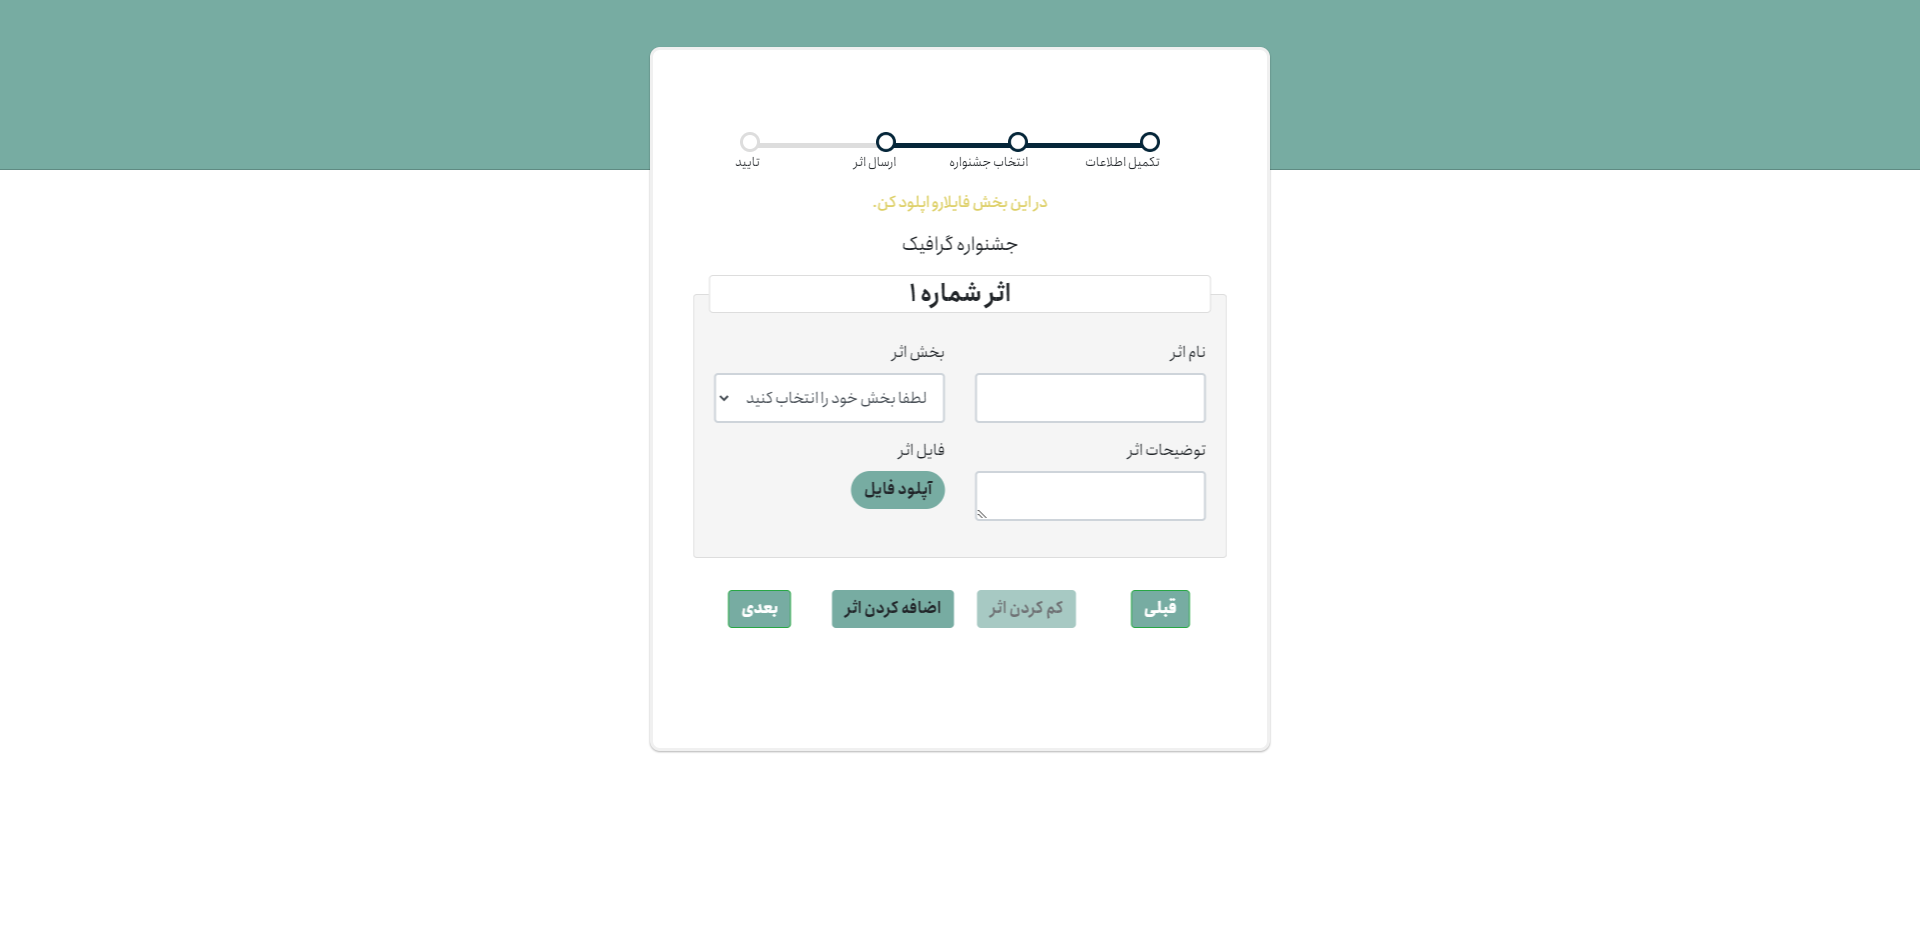 تکمیل اطلاعات
انتخاب جشنواره
ارسال اثر
تایید
در این بخش فایلارو اپلود کن.
جشنواره گرافیک
اثر شماره ۱
نام اثر
بخش اثر
لطفا بخش خود را انتخاب کنید
توضیحات اثر
فایل اثر
آپلود فایل
قبلی
کم کردن اثر
اضافه کردن اثر
بعدی